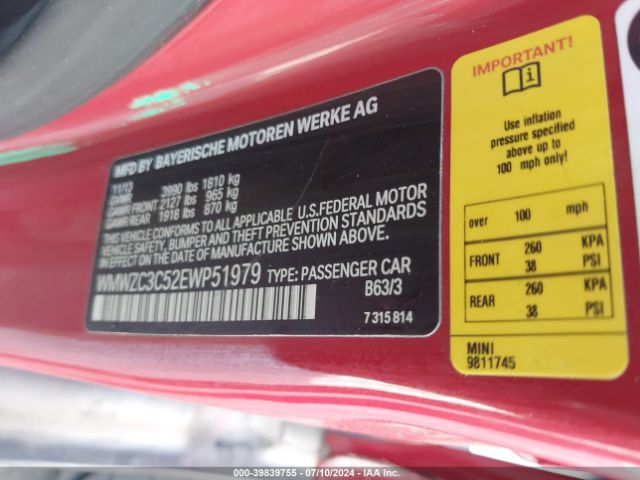 MFD BY BAYERISCHE MOTOREN WERKE AG
11/13 3990 lbs 1810 kg
GVWR
GAWR FRONT 2127 lbs 965 kg
GAWR REAR 1918 lbs 870 kg
THIS VEHICLE CONFORMS TO ALL APPLICABLE U.S. FEDERAL MOTOR
VEHICLE SAFETY, BUMPER AND THEFT PREVENTION STANDARDS
IN EFFECT ON THE DATE OF MANUFACTURE SHOWN ABOVE.
WMWZC3C52EWP51979 TYPE: PASSENGER CAR
B63/3
7 315 814
IMPORTANT!
Use inflation
pressure specified
above up to
100 mph only!
over 100 mph
FRONT 260 KPA
38 PSI
REAR 260 KPA
38 PSI
MINI
9811745
000-39839755 - 07/10/2024 - IAA Inc.